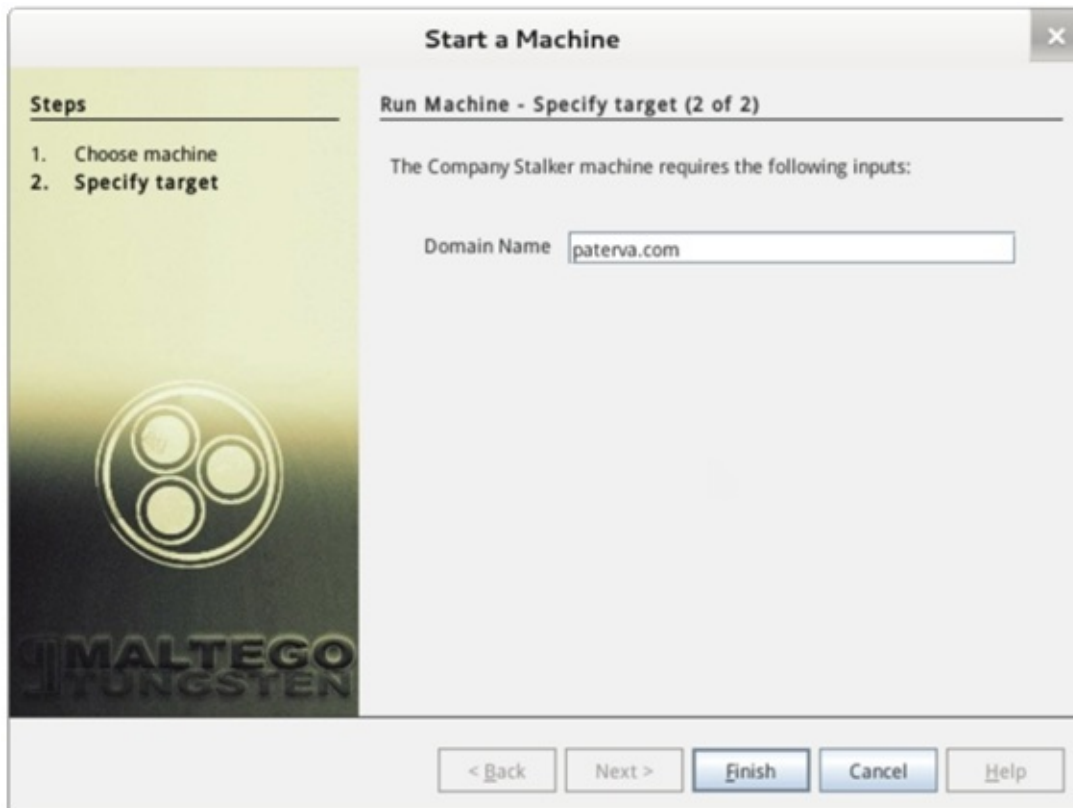 Start a Machine
Steps
1. Choose machine
2. Specify target
Run Machine - Specify target (2 of 2)
The Company Stalker machine requires the following inputs:
Domain Name paterva.com
MALTEGO
TUNGSTEN
< Back Next > Finish Cancel Help